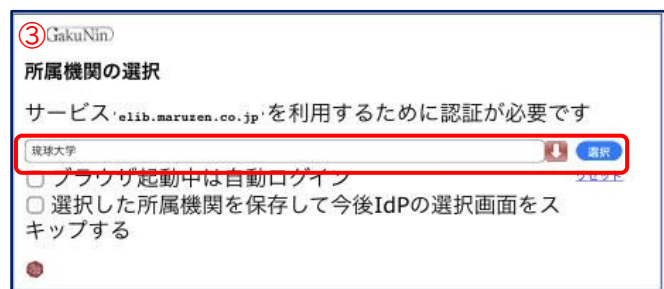 ③ GakuNin
所属機関の選択
サービス'elib.maruzen.co.jp'を利用するために認証が必要です
琉球大学 選択
□ ブラウザ起動中は自動ログイン リセット
□ 選択した所属機関を保存して今後IdPの選択画面をス
キップする